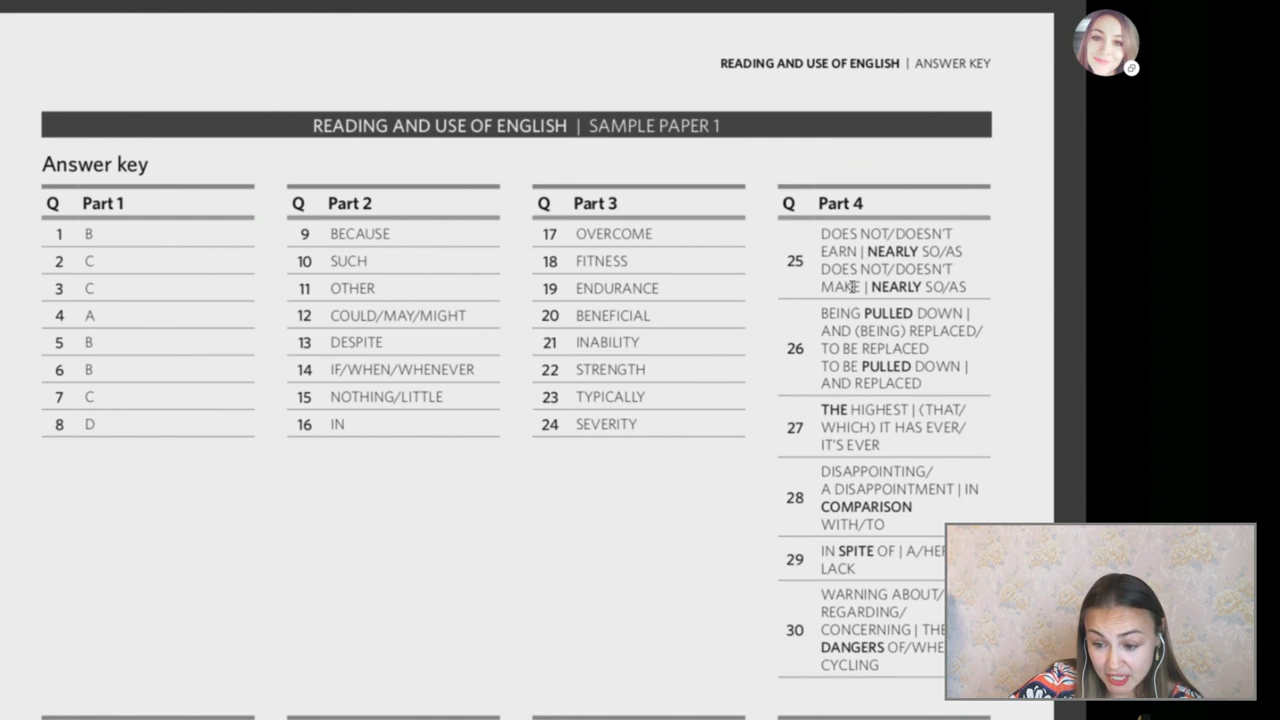 READING AND USE OF ENGLISH | ANSWER KEY
READING AND USE OF ENGLISH | SAMPLE PAPER 1
Answer key
Q Part 1
1 B
2 C
3 C
4 A
5 B
6 B
7 C
8 D
Q Part 2
9 BECAUSE
10 SUCH
11 OTHER
12 COULD/MAY/MIGHT
13 DESPITE
14 IF/WHEN/WHENEVER
15 NOTHING/LITTLE
16 IN
Q Part 3
17 OVERCOME
18 FITNESS
19 ENDURANCE
20 BENEFICIAL
21 INABILITY
22 STRENGTH
23 TYPICALLY
24 SEVERITY
Q Part 4
25
DOES NOT/DOESN'T
EARN | NEARLY SO/AS
DOES NOT/DOESN'T
MAKE | NEARLY SO/AS
26
BEING PULLED DOWN |
AND (BEING) REPLACED/
TO BE REPLACED
TO BE PULLED DOWN |
AND REPLACED
27
THE HIGHEST | (THAT/
WHICH) IT HAS EVER/
IT'S EVER
28
DISAPPOINTING/
A DISAPPOINTMENT | IN
COMPARISON
WITH/TO
29
IN SPITE OF | A/HE
LACK
30
WARNING ABOUT/
REGARDING/
CONCERNING | THE
DANGERS OF/WHE
CYCLING